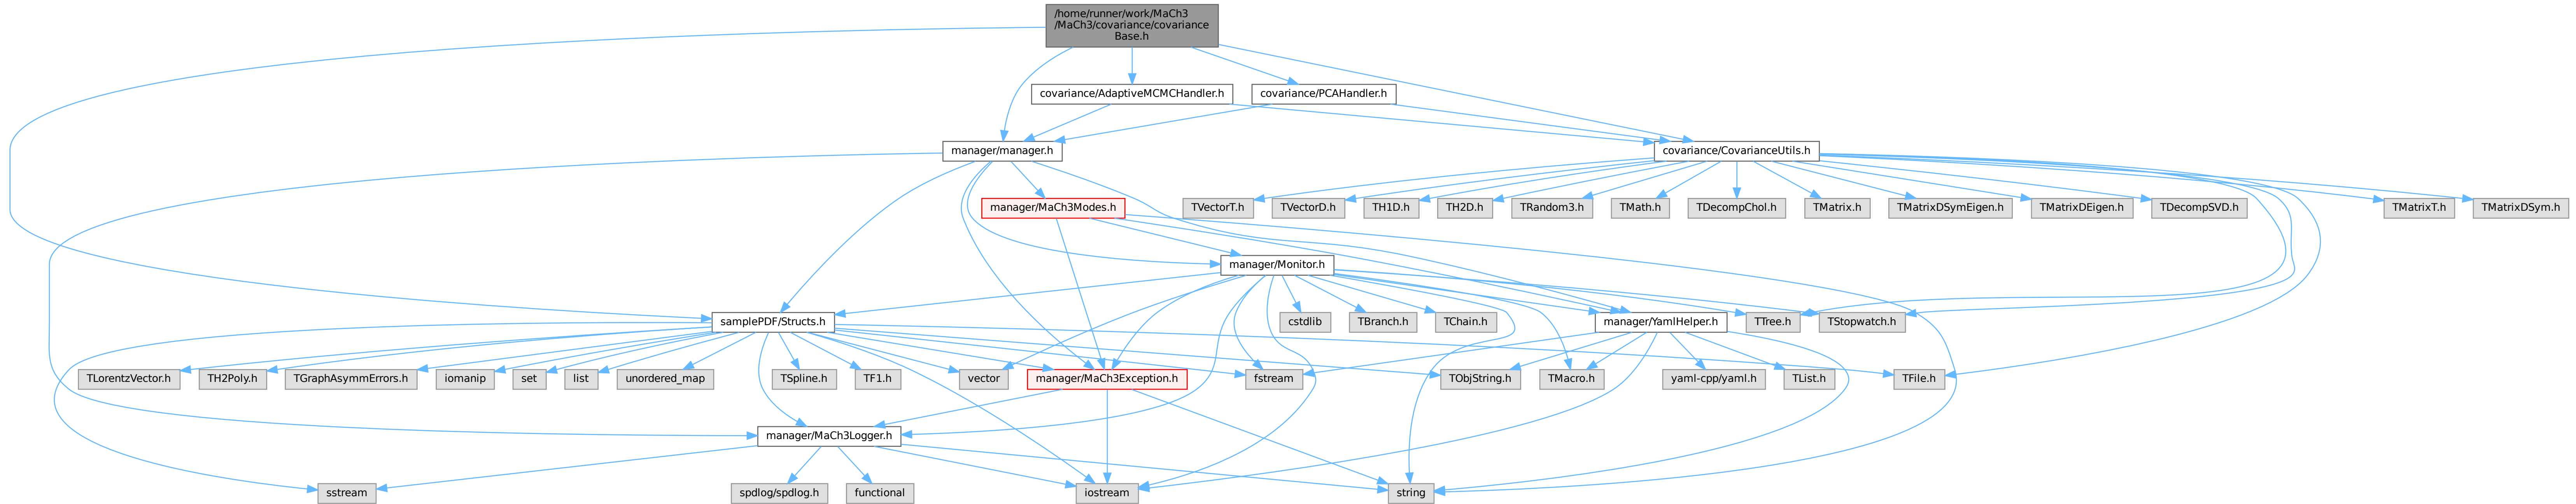 /home/runner/work/MaCh3
/MaCh3/covariance/covariance
Base.h
covariance/AdaptiveMCMCHandler.h
covariance/PCAHandler.h
manager/manager.h
covariance/CovarianceUtils.h
manager/MaCh3Modes.h
TVectorT.h
TVectorD.h
TH1D.h
TH2D.h
TRandom3.h
TMath.h
TDecompChol.h
TMatrix.h
TMatrixDSymEigen.h
TMatrixDEigen.h
TDecompSVD.h
TMatrixT.h
TMatrixDSym.h
manager/Monitor.h
samplePDF/Structs.h
cstdlib
TBranch.h
TChain.h
manager/YamlHelper.h
TTree.h
TStopwatch.h
TLorentzVector.h
TH2Poly.h
TGraphAsymmErrors.h
iomanip
set
list
unordered_map
TSpline.h
TF1.h
vector
manager/MaCh3Exception.h
fstream
TObjString.h
TMacro.h
yaml-cpp/yaml.h
TList.h
TFile.h
manager/MaCh3Logger.h
sstream
spdlog/spdlog.h
functional
iostream
string